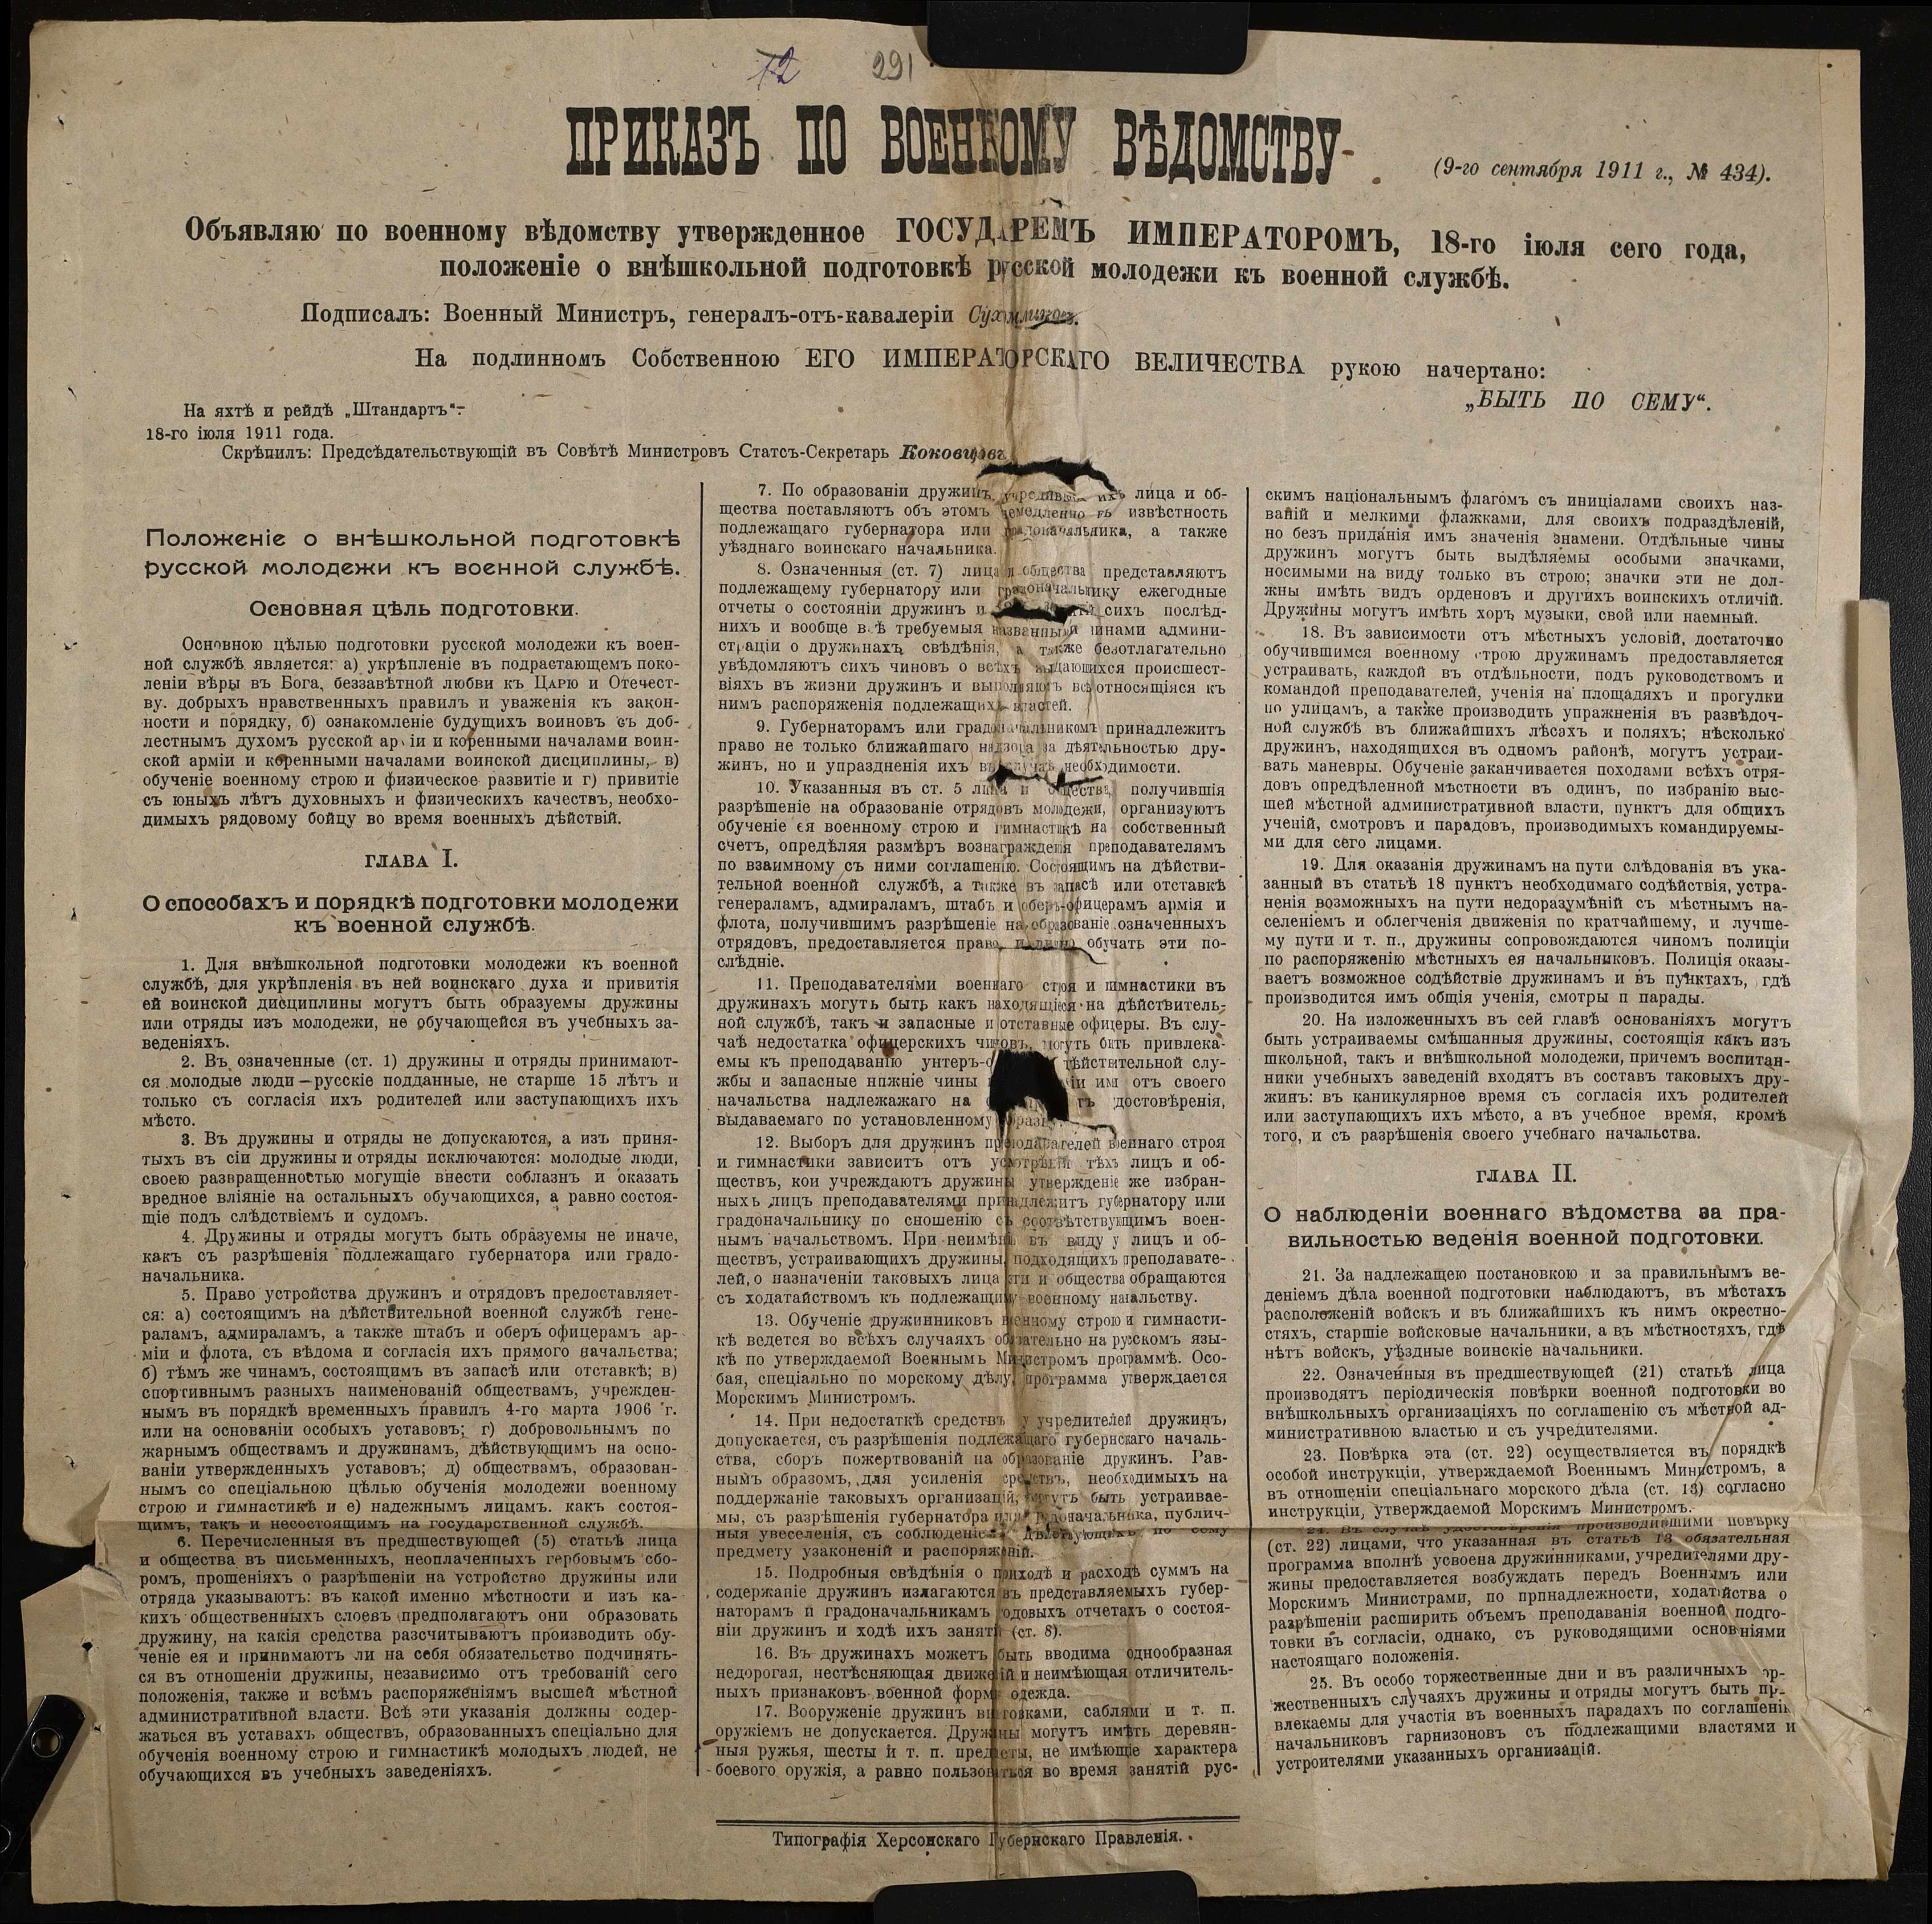 72 291
ПРИКАЗЪ ПО ВОЕННОМУ ВѢДОМСТВУ
(9-го сентября 1911 г., № 434).
Объявляю по военному вѣдомству утвержденное ГОСУДАРЕМЪ ИМПЕРАТОРОМЪ, 18-го іюля сего года,
положеніе о внѣшкольной подготовкѣ русской молодежи къ военной службѣ.
Подписалъ: Военный Министръ, генералъ-отъ-кавалеріи Сухомлиновъ.
На подлинномъ Собственною ЕГО ИМПЕРАТОРСКАГО ВЕЛИЧЕСТВА рукою начертано:
„БЫТЬ ПО СЕМУ“.
На яхтѣ и рейдѣ „Штандартъ“.
18-го іюля 1911 года.
Скрѣпилъ: Предсѣдательствующій въ Совѣтѣ Министровъ Статсъ-Секретарь Коковцовъ
Положеніе о внѣшкольной подготовкѣ
русской молодежи къ военной службѣ.
Основная цѣль подготовки.
Основною цѣлью подготовки русской молодежи къ воен-
ной службѣ является: а) укрѣпленіе въ подрастающемъ поко-
леніи вѣры въ Бога, беззавѣтной любви къ Царю и Отечест-
ву. добрыхъ нравственныхъ правилъ и уваженія къ закон-
ности и порядку, б) ознакомленіе будущихъ воиновъ съ доб-
лестнымъ духомъ русской арміи и коренными началами воин-
ской арміи и коренными началами воинской дисциплины, в)
обученіе военному строю и физическое развитіе и г) привитіе
съ юныхъ лѣтъ духовныхъ и физическихъ качествъ, необхо-
димыхъ рядовому бойцу во время военныхъ дѣйствій.
ГЛАВА I.
О способахъ и порядкѣ подготовки молодежи
къ военной службѣ.
1. Для внѣшкольной подготовки молодежи къ военной
службѣ, для укрѣпленія въ ней воинскаго духа и привитія
ей воинской дисциплины могутъ быть образуемы дружины
или отряды изъ молодежи, не обучающейся въ учебныхъ за-
веденіяхъ.
2. Въ означенные (ст. 1) дружины и отряды принимают-
ся молодые люди—русскіе подданные, не старше 15 лѣтъ и
только съ согласія ихъ родителей или заступающихъ ихъ
мѣсто.
3. Въ дружины и отряды не допускаются, а изъ приня-
тыхъ въ сіи дружины и отряды исключаются: молодые люди,
своею развращенностью могущіе внести соблазнъ и оказать
вредное вліяніе на остальныхъ обучающихся, а равно состоя-
щіе подъ слѣдствіемъ и судомъ.
4. Дружины и отряды могутъ быть образуемы не иначе,
какъ съ разрѣшенія подлежащаго губернатора или градо-
начальника.
5. Право устройства дружинъ и отрядовъ предоставляет-
ся: а) состоящимъ на дѣйствительной военной службѣ гене-
раламъ, адмираламъ, а также штабъ и оберъ офицерамъ ар-
міи и флота, съ вѣдома и согласія ихъ прямого начальства;
б) тѣмъ же чинамъ, состоящимъ въ запасѣ или отставкѣ; в)
спортивнымъ разныхъ наименованій обществамъ, учрежден-
нымъ въ порядкѣ временныхъ правилъ 4-го марта 1906 г.
или на основаніи особыхъ уставовъ; г) добровольнымъ по
жарнымъ обществамъ и дружинамъ, дѣйствующимъ на осно-
ваніи утвержденныхъ уставовъ; д) обществамъ, образован-
нымъ со спеціальною цѣлью обученія молодежи военному
строю и гимнастикѣ и е) надежнымъ лицамъ. какъ состоя-
щимъ, такъ и несостоящимъ на государственной службѣ.
6. Перечисленныя въ предшествующей (5) статьѣ лица
и общества въ письменныхъ, неоплаченныхъ гербовымъ сбо-
ромъ, прошеніяхъ о разрѣшеніи на устройство дружины или
отряда указываютъ: въ какой именно мѣстности и изъ ка-
кихъ общественныхъ слоевъ предполагаютъ они образовать
дружину, на какія средства разсчитываютъ производить обу-
ченіе ея и принимаютъ ли на себя обязательство подчинять-
ся въ отношеніи дружины, независимо отъ требованій сего
положенія, также и всѣмъ распоряженіямъ высшей мѣстной
административной власти. Всѣ эти указанія должны содер-
жаться въ уставахъ обществъ, образованныхъ спеціально для
обученія военному строю и гимнастикѣ молодыхъ людей, не
обучающихся въ учебныхъ заведеніяхъ.
7. По образованіи дружинъ, учредившія ихъ лица и об-
щества поставляютъ объ этомъ немедленно въ извѣстность
подлежащаго губернатора или градоначальника, а также
уѣзднаго воинскаго начальника.
8. Означенныя (ст. 7) лица и общества представляютъ
подлежащему губернатору или градоначальнику ежегодные
отчеты о состояніи дружинъ и сихъ послѣд-
нихъ и вообще всѣ требуемыя названными чинами админи-
страціи о дружинахъ свѣдѣнія, а также безотлагательно
увѣдомляютъ сихъ чиновъ о всѣхъ выдающихся происшест-
віяхъ въ жизни дружинъ и выполняютъ всѣ относящіяся къ
нимъ распоряженія подлежащихъ властей.
9. Губернаторамъ или градоначальникомъ принадлежитъ
право не только ближайшаго надзора за дѣятельностью дру-
жинъ, но и упраздненія ихъ въ случаѣ необходимости.
10. Указанныя въ ст. 5 лица и общества, получившія
разрѣшеніе на образованіе отрядовъ молодежи, организуютъ
обученіе ея военному строю и гимнастикѣ на собственный
счетъ, опредѣляя размѣръ вознагражденія преподавателямъ
по взаимному съ ними соглашенію. Состоящимъ на дѣйстви-
тельной военной службѣ, а также въ запасѣ или отставкѣ
генераламъ, адмираламъ, штабъ и оберъ-офицерамъ армія и
флота, получившимъ разрѣшеніе на образованіе означенныхъ
отрядовъ, предоставляется право и лично обучать эти по-
слѣдніе.
11. Преподавателями военнаго строя и гимнастики въ
дружинахъ могутъ быть какъ находящіеся на дѣйствитель-
ной службѣ, такъ и запасные и отставные офицеры. Въ слу-
чаѣ недостатка офицерскихъ чиновъ, могутъ быть привлека-
емы къ преподаванію унтеръ- дѣйствительной слу-
жбы и запасные нижніе чины им отъ своего
начальства надлежажаго на удостовѣренія,
выдаваемаго по установленному образцу.
12. Выборъ для дружинъ преподавателей военнаго строя
и гимнастики зависитъ отъ усмотрѣнія тѣхъ лицъ и об-
ществъ, кои учреждаютъ дружины утвержденіе же избран-
ныхъ лицъ преподавателями принадлежитъ губернатору или
градоначальнику по сношенію съ соотвѣтствующимъ воен-
нымъ начальствомъ. При неимѣніи въ виду у лицъ и об-
ществъ, устраивающихъ дружины, подходящихъ преподавате-
лей, о назначеніи таковыхъ лица эти и общества обращаются
съ ходатайствомъ къ подлежащему военному начальству.
13. Обученіе дружинниковъ военному строю и гимнасти-
кѣ ведется во всѣхъ случаяхъ обязательно на русскомъ язы-
кѣ по утверждаемой Военнымъ Министромъ программѣ. Осо-
бая, спеціально по морскому дѣлу, программа утверждается
Морскимъ Министромъ.
14. При недостаткѣ средствъ у учредителей дружинъ,
допускается, съ разрѣшенія подлежащаго губернскаго началь-
ства, сборъ пожертвованій на образованіе дружинъ. Рав-
нымъ образомъ, для усиленія средствъ, необходимыхъ на
поддержаніе таковыхъ организацій, могутъ быть устраивае-
мы, съ разрѣшенія губернатора или градоначальника, публич-
ныя увеселенія, съ соблюденіемъ дѣйствующихъ по сему
предмету узаконеній и распоряженій.
15. Подробныя свѣдѣнія о приходѣ и расходѣ суммъ на
содержаніе дружинъ излагаются въ представляемыхъ губер-
наторамъ и градоначальникамъ годовыхъ отчетахъ о состоя-
ніи дружинъ и ходѣ ихъ занятій (ст. 8).
16. Въ дружинахъ можетъ быть вводима однообразная
недорогая, нестѣсняющая движеній и неимѣющая отличитель-
ныхъ признаковъ военной формы одежда.
17. Вооруженіе дружинъ винтовками, саблями и т. п.
оружіемъ не допускается. Дружины могутъ имѣть деревян-
ныя ружья, шесты и т. п. предметы, не имѣющіе характера
боевого оружія, а равно пользоваться во время занятій рус-
скимъ національнымъ флагомъ съ иниціалами своихъ наз-
ваній и мелкими флажками, для своихъ подраздѣленій,
но безъ приданія имъ значенія знамени. Отдѣльные чины
дружинъ могутъ быть выдѣляемы особыми значками,
носимыми на виду только въ строю; значки эти не дол-
жны имѣть видъ орденовъ и другихъ воинскихъ отличій.
Дружины могутъ имѣть хоръ музыки, свой или наемный.
18. Въ зависимости отъ мѣстныхъ условій, достаточно
обучившимся военному строю дружинамъ предоставляется
устраивать, каждой въ отдѣльности, подъ руководствомъ и
командой преподавателей, ученія на площадяхъ и прогулки
по улицамъ, а также производить упражненія въ развѣдоч-
ной службѣ въ ближайшихъ лѣсахъ и поляхъ; нѣсколько
дружинъ, находящихся въ одномъ районѣ, могутъ устраи-
вать маневры. Обученіе заканчивается походами всѣхъ отря-
довъ опредѣленной мѣстности въ одинъ, по избранію выс-
шей мѣстной административной власти, пунктъ для общихъ
ученій, смотровъ и парадовъ, производимыхъ командируемы-
ми для сего лицами.
19. Для оказанія дружинамъ на пути слѣдованія въ ука-
занный въ статьѣ 18 пунктъ необходимаго содѣйствія, устра-
ненія возможныхъ на пути недоразумѣній съ мѣстнымъ на-
селеніемъ и облегченія движенія по кратчайшему, и лучше-
му пути и т. п., дружины сопровождаются чиномъ полиціи
по распоряженію мѣстныхъ ея начальниковъ. Полиція оказы-
ваетъ возможное содѣйствіе дружинамъ и въ пунктахъ, гдѣ
производится имъ общія ученія, смотры п парады.
20. На изложенныхъ въ сей главѣ основаніяхъ могутъ
быть устраиваемы смѣшанныя дружины, состоящія какъ изъ
школьной, такъ и внѣшкольной молодежи, причемъ воспитан-
ники учебныхъ заведеній входятъ въ составъ таковыхъ дру-
жинъ: въ каникулярное время съ согласія ихъ родителей
или заступающихъ ихъ мѣсто, а въ учебное время, кромѣ
того, и съ разрѣшенія своего учебнаго начальства.
ГЛАВА II.
О наблюденіи военнаго вѣдомства за пра-
вильностью веденія военной подготовки.
21. За надлежащею постановкою и за правильнымъ ве-
деніемъ дѣла военной подготовки наблюдаютъ, въ мѣстахъ
расположеній войскъ и въ ближайшихъ къ нимъ окрестно-
стяхъ, старшіе войсковые начальники, а въ мѣстностяхъ, гдѣ
нѣтъ войскъ, уѣздные воинскіе начальники.
22. Означенныя въ предшествующей (21) статьѣ лица
производятъ періодическія повѣрки военной подготовки во
внѣшкольныхъ организаціяхъ по соглашенію съ мѣстной ад-
министративною властью и съ учредителями.
23. Повѣрка эта (ст. 22) осуществляется въ порядкѣ
особой инструкціи, утверждаемой Военнымъ Министромъ, а
въ отношеніи спеціальнаго морского дѣла (ст. 13) согласно
инструкціи, утверждаемой Морскимъ Министромъ.
24. Въ случаѣ удостовѣренія производившими повѣрку
(ст. 22) лицами, что указанная въ статьѣ 13 обязательная
программа вполнѣ усвоена дружинниками, учредителями дру-
жины предоставляется возбуждать передъ Военнымъ или
Морскимъ Министрами, по прпнадлежности, ходатайства о
разрѣшеніи расширить объемъ преподаванія военной подго-
товки въ согласіи, однако, съ руководящими основніями
настоящаго положенія.
25. Въ особо торжественные дни и въ различныхъ тор-
жественныхъ случаяхъ дружины и отряды могутъ быть при-
влекаемы для участія въ военныхъ парадахъ по соглашенію
начальниковъ гарнизоновъ съ подлежащими властями и
устроителями указанныхъ организацій.
Типографія Херсонскаго Губернскаго Правленія.